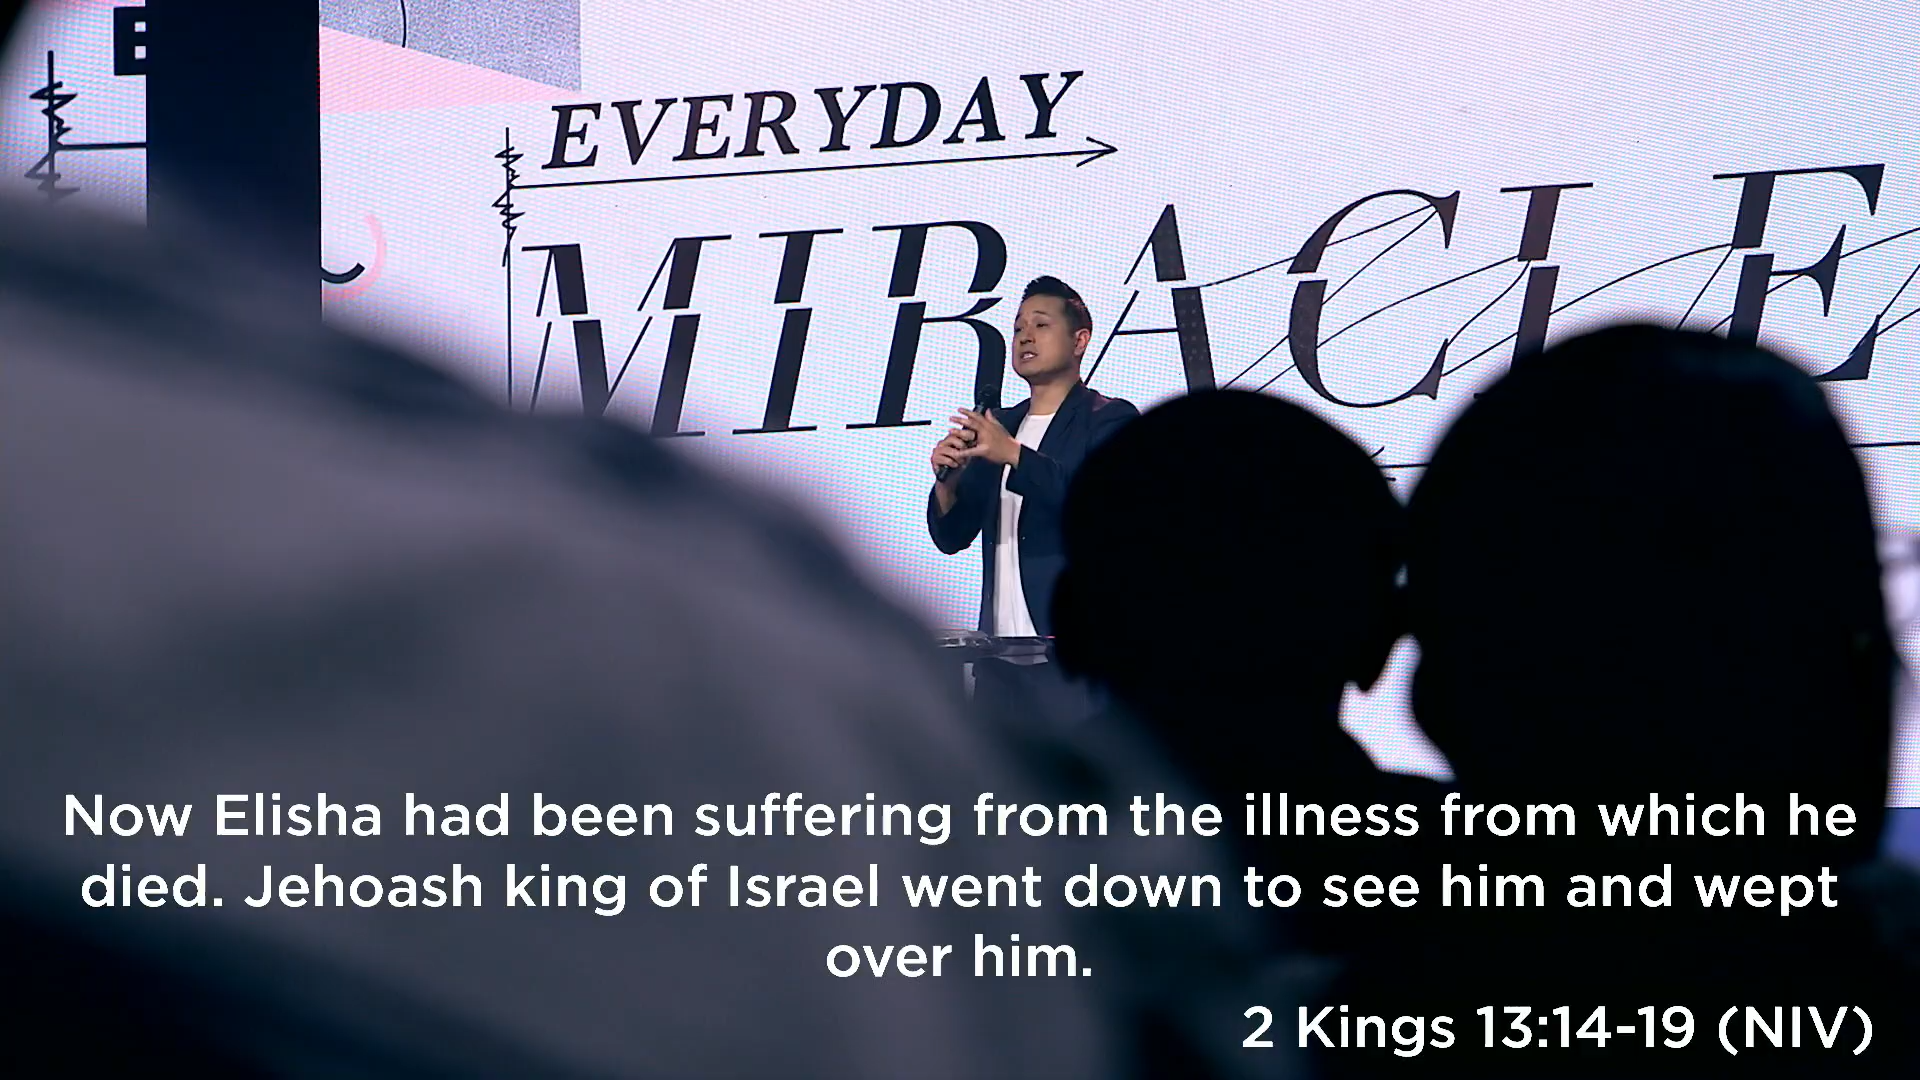 E
EVERYDAY
MIRACLE
Now Elisha had been suffering from the illness from which he
died. Jehoash king of Israel went down to see him and wept
over him.
2 Kings 13:14-19 (NIV)